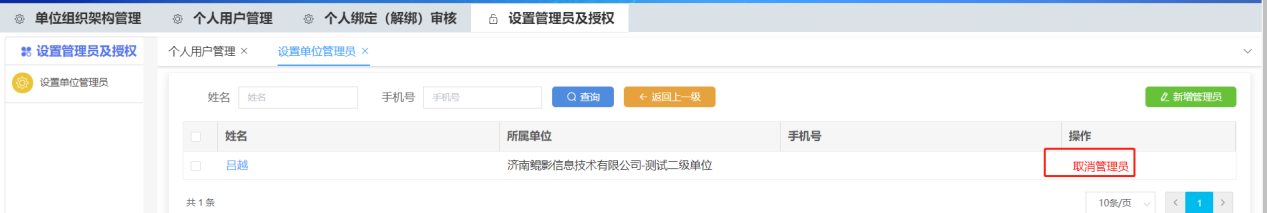 单位组织架构管理 个人用户管理 个人绑定（解绑）审核 设置管理员及授权
设置管理员及授权 个人用户管理 × 设置单位管理员 ×
设置单位管理员
姓名 姓名 手机号 手机号 查询 ← 返回上一级 新增管理员
姓名 所属单位 手机号 操作
吕越 济南鲲影信息技术有限公司-测试二级单位 取消管理员
共 1 条 10条/页 < 1 >